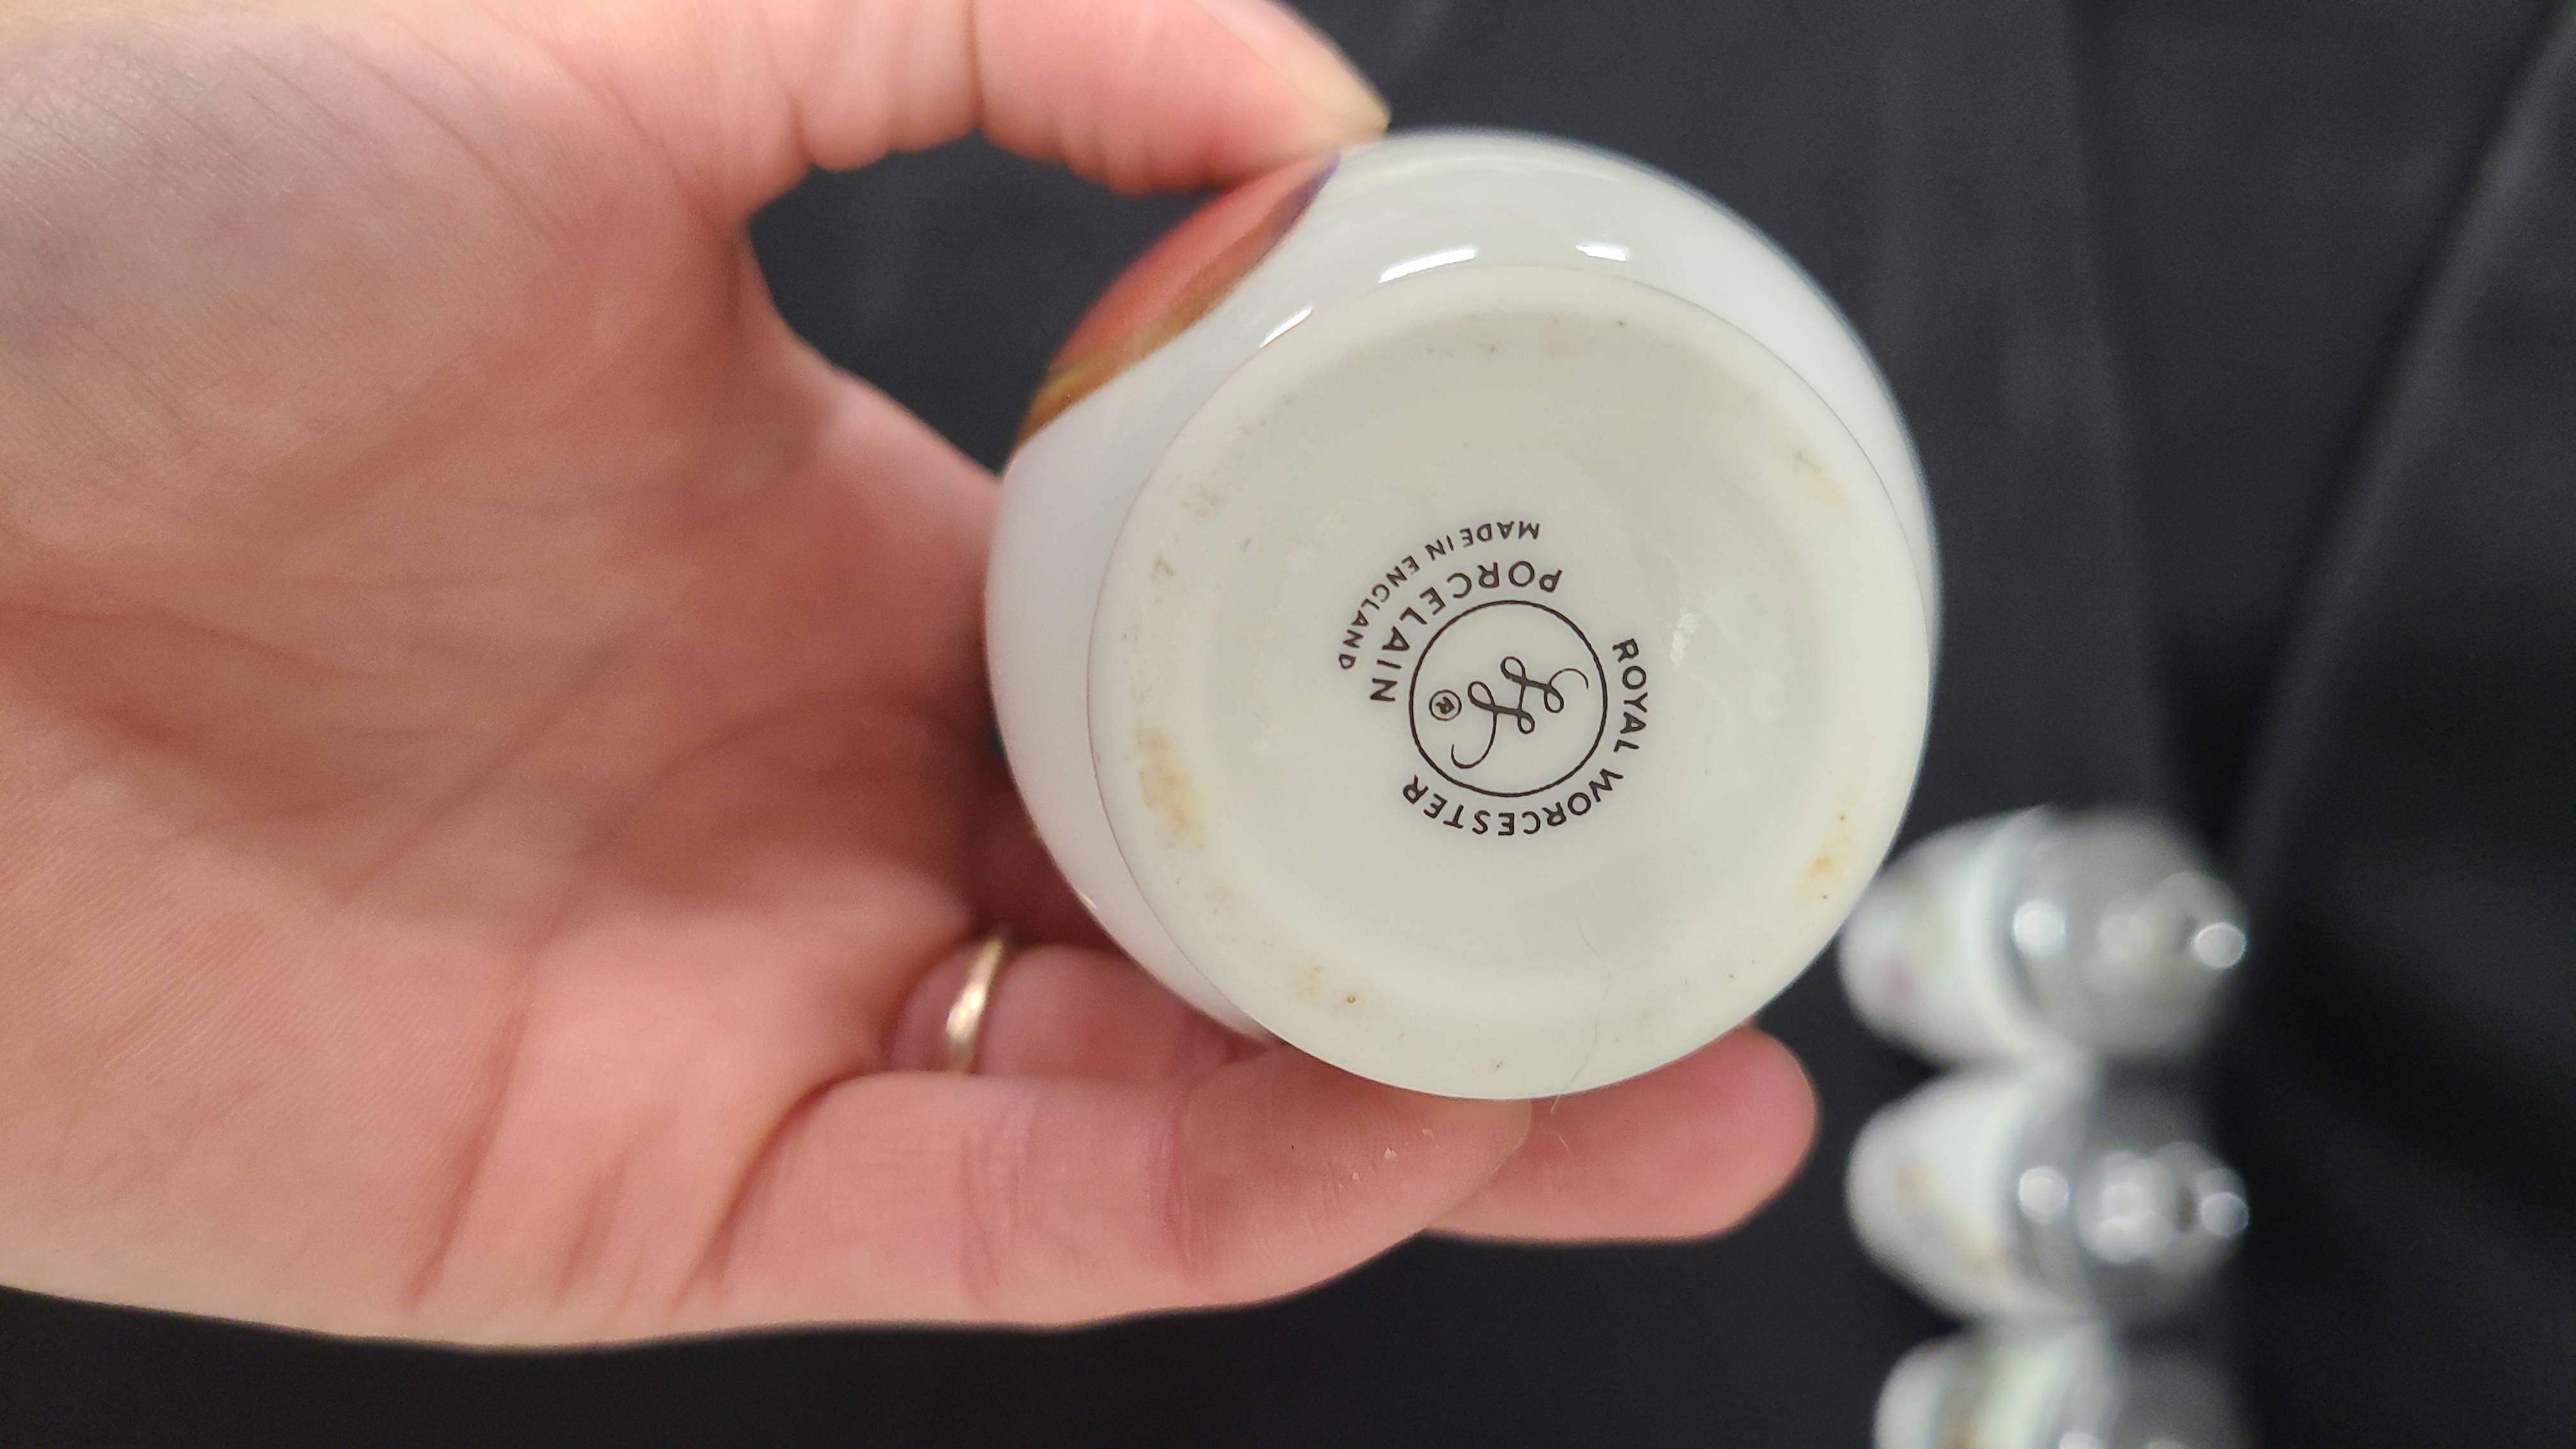 ROYAL WORCESTER
®
PORCELAIN
MADE IN ENGLAND